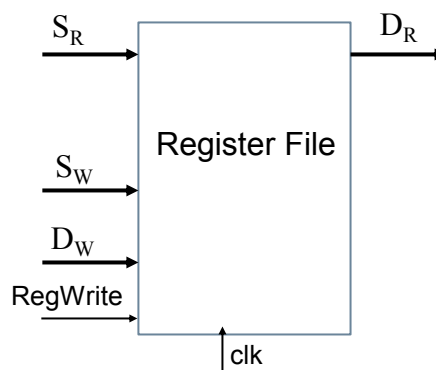 S_R
D_R
Register File
S_W
D_W
RegWrite
clk